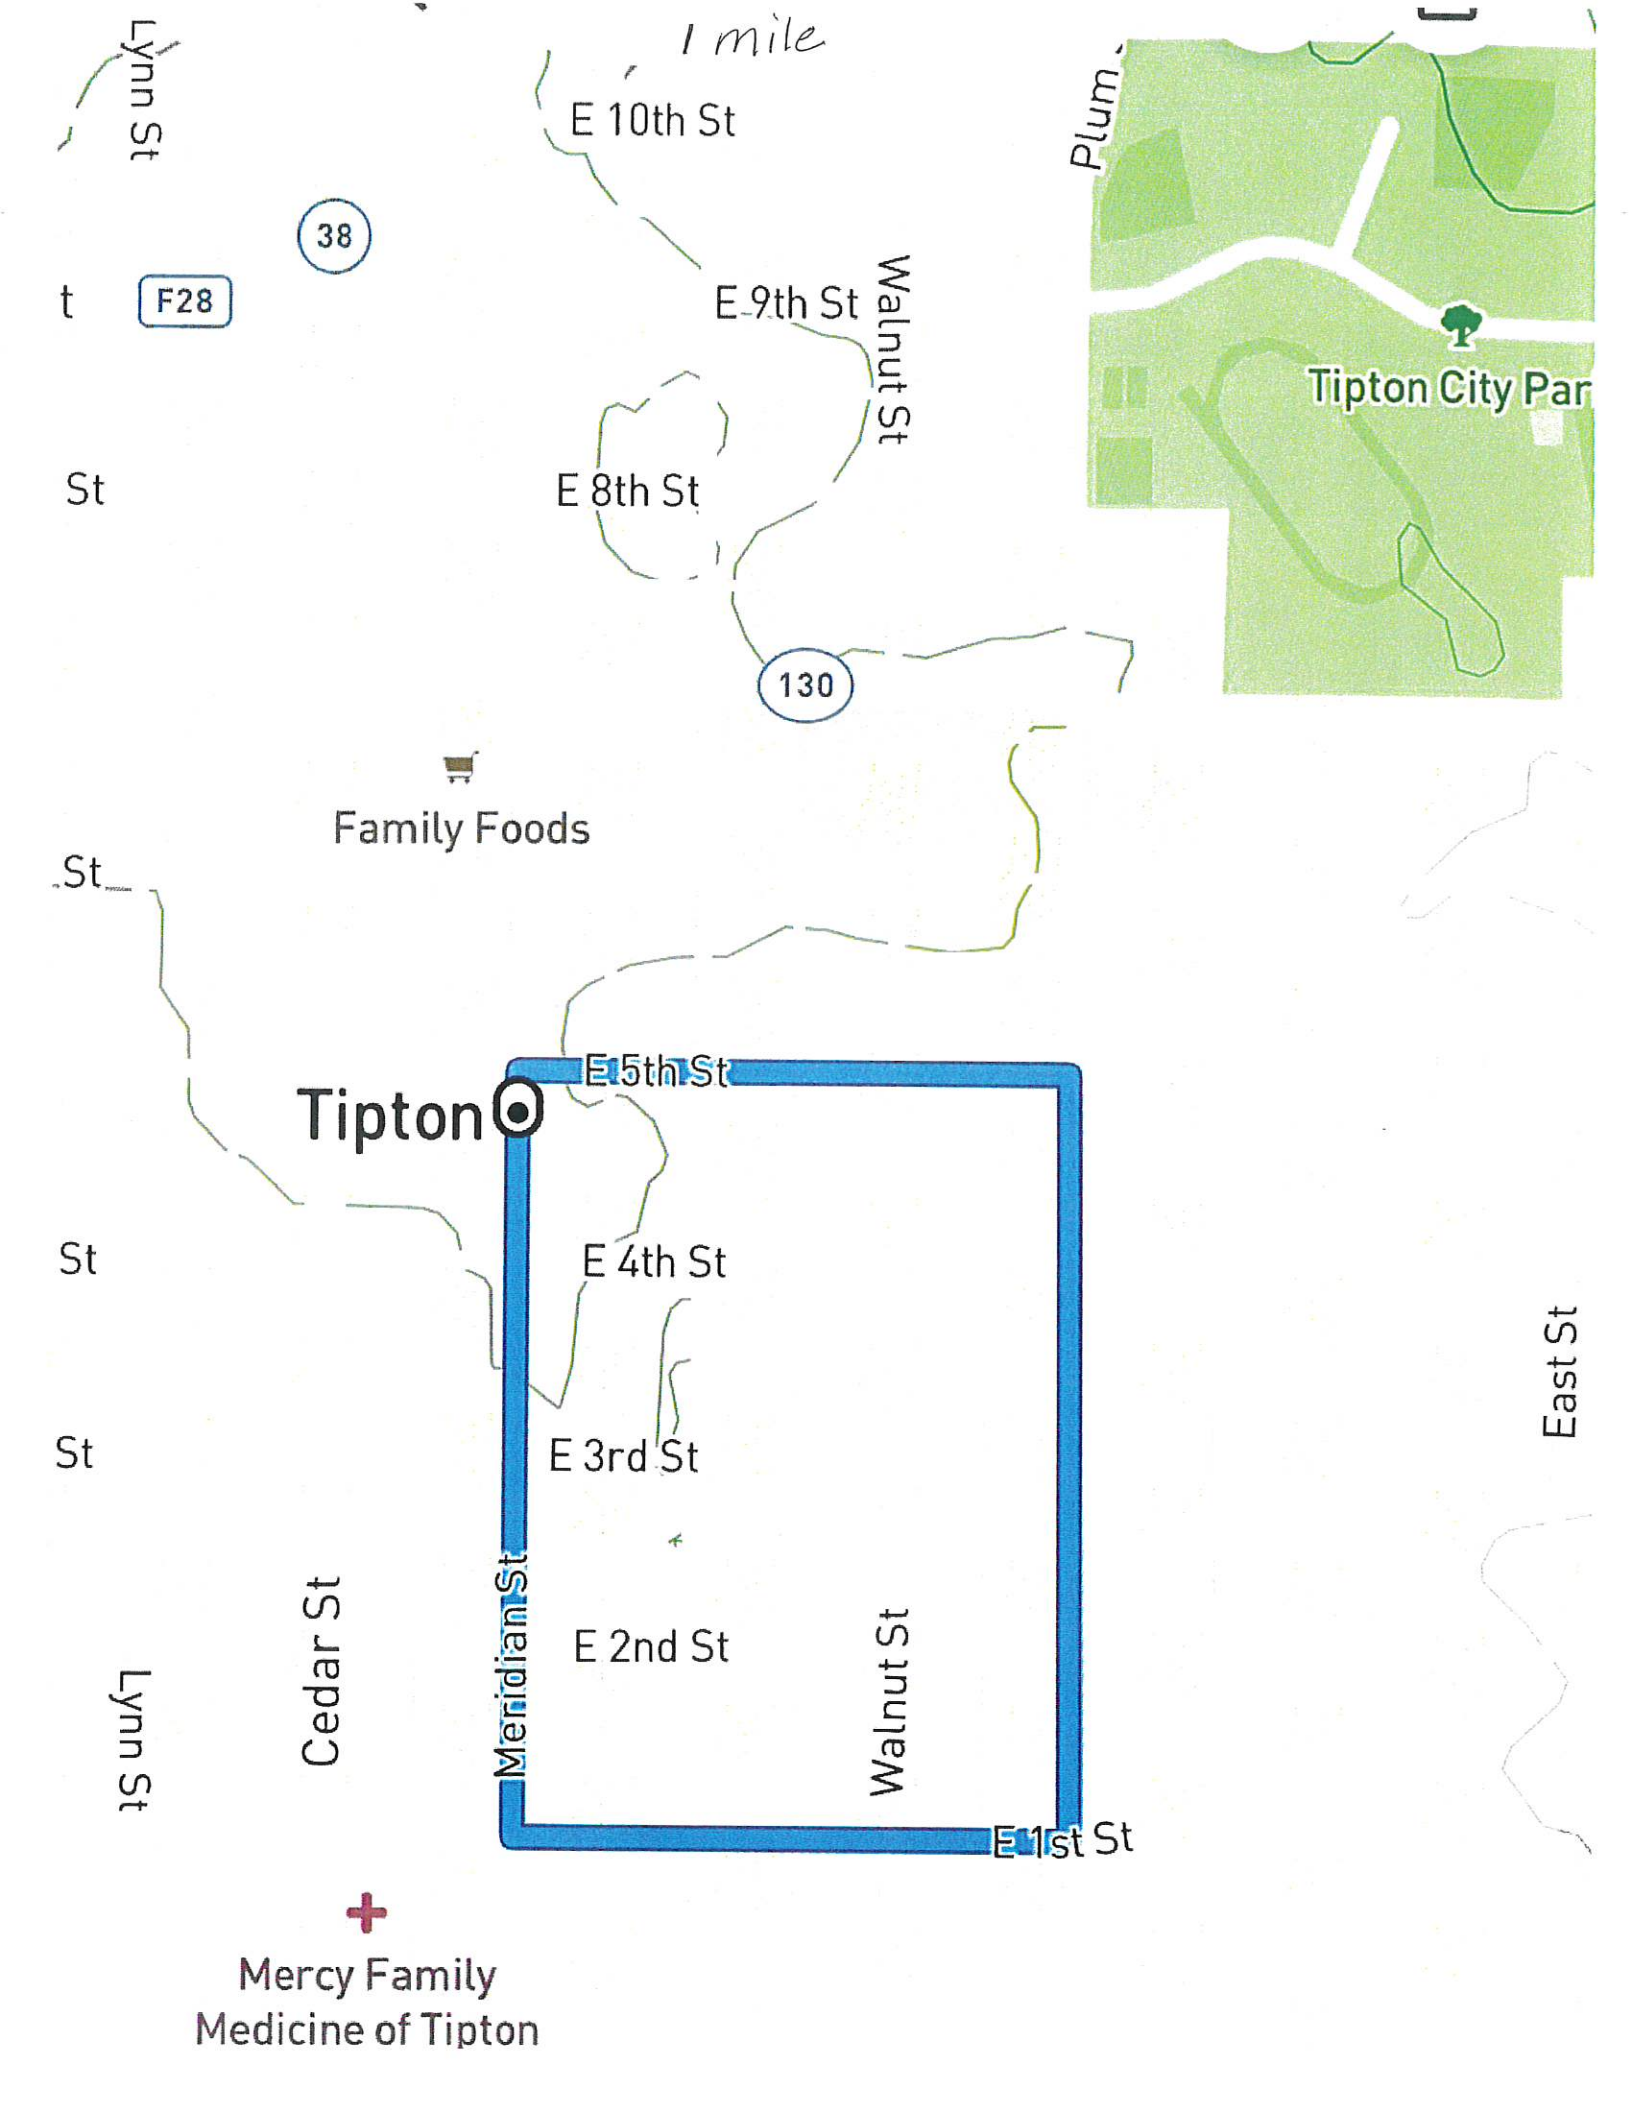 1 mile
Lynn St
E 10th St
Plum
38
t
F28
E 9th St
Walnut St
Tipton City Par
St
E 8th St
130
Family Foods
St
E 5th St
Tipton
St
E 4th St
East St
St
E 3rd St
Meridian St
Cedar St
E 2nd St
Walnut St
Lynn St
E 1st St
Mercy Family
Medicine of Tipton